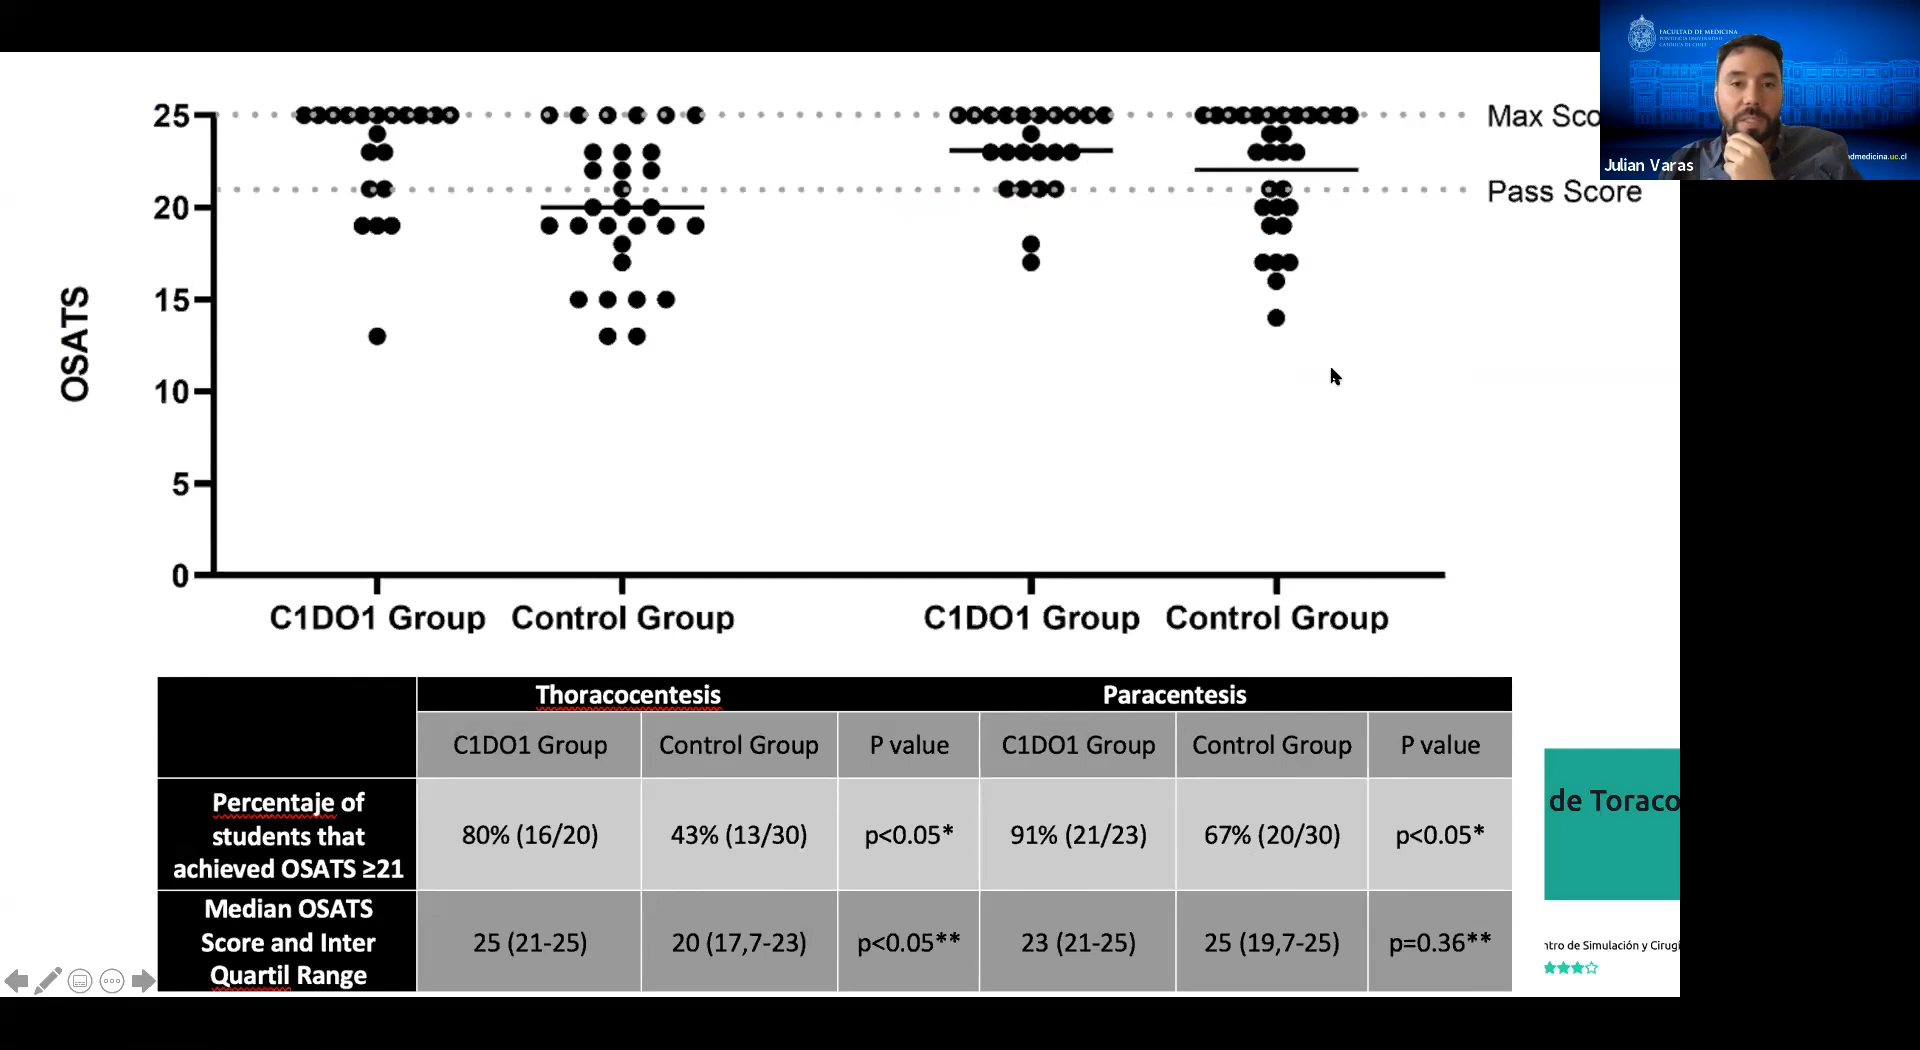 FACULTAD DE MEDICINA
PONTIFICIA UNIVERSIDAD
CATÓLICA DE CHILE
Julian Varas
ndmedicina.uc.cl
25
20
15
10
5
0
OSATS
Max Sco
Pass Score
C1DO1 Group Control Group C1DO1 Group Control Group
Thoracocentesis Paracentesis
C1DO1 Group Control Group P value C1DO1 Group Control Group P value
Percentaje of
students that
achieved OSATS ≥21
80% (16/20) 43% (13/30) p<0.05* 91% (21/23) 67% (20/30) p<0.05*
Median OSATS
Score and Inter
Quartil Range
25 (21-25) 20 (17,7-23) p<0.05** 23 (21-25) 25 (19,7-25) p=0.36**
de Toraco
ntro de Simulación y Cirugí